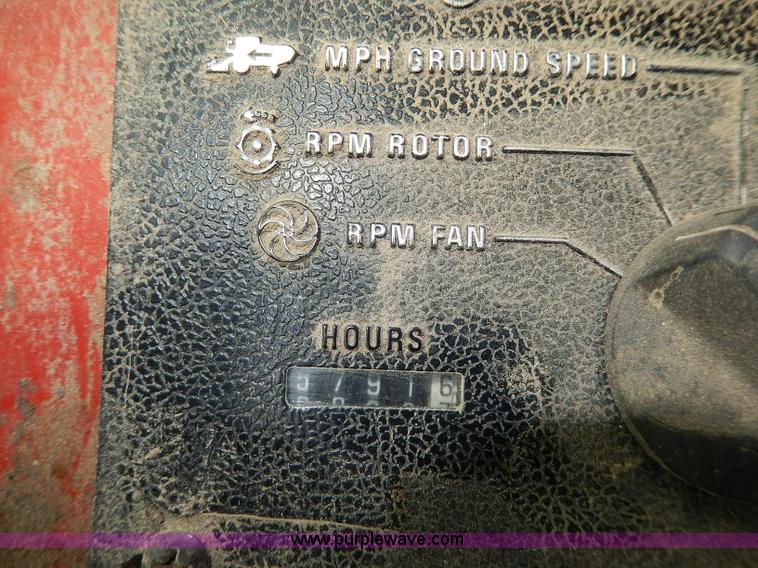 MPH GROUND SPEED
RPM ROTOR
RPM FAN
HOURS
www.purplewave.com